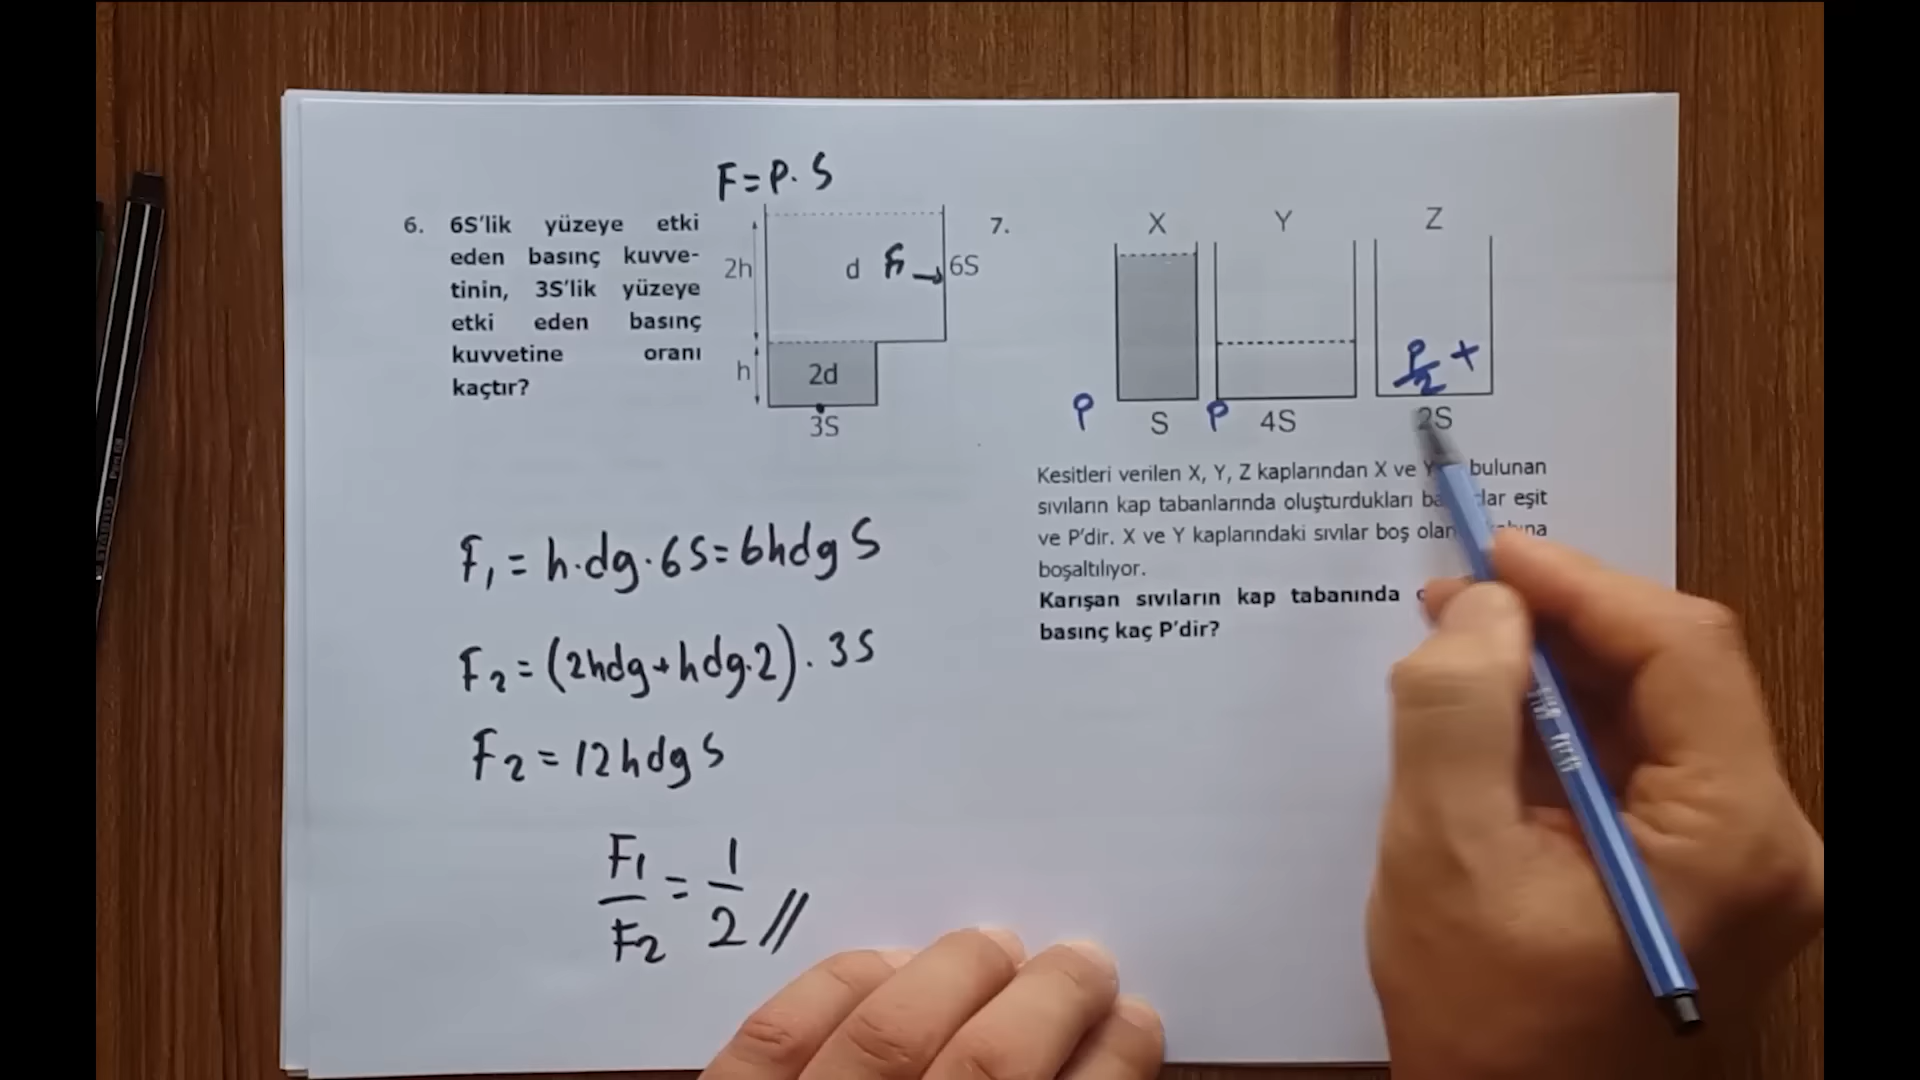 F=P.S
6. 6S'lik yüzeye etki
eden basınç kuvve-
tinin, 3S'lik yüzeye
etki eden basınç
kuvvetine oranı
kaçtır?
2h
d
6S
h
2d
3S
F₁ = h.dg.6S=6hdgS
F₂ = (2hdg+hdg.2).3S
F₂ = 12hdgS
F₁/F₂ = 1/2 //
7.
X Y Z
P/2 +
P P
S 4S 2S
Kesitleri verilen X, Y, Z kaplarından X ve bulunan
sıvıların kap tabanlarında oluşturdukları eşit
ve P'dir. X ve Y kaplarındaki sıvılar boş
boşaltılıyor.
Karışan sıvıların kap tabanında
basınç kaç P'dir?
STABILO